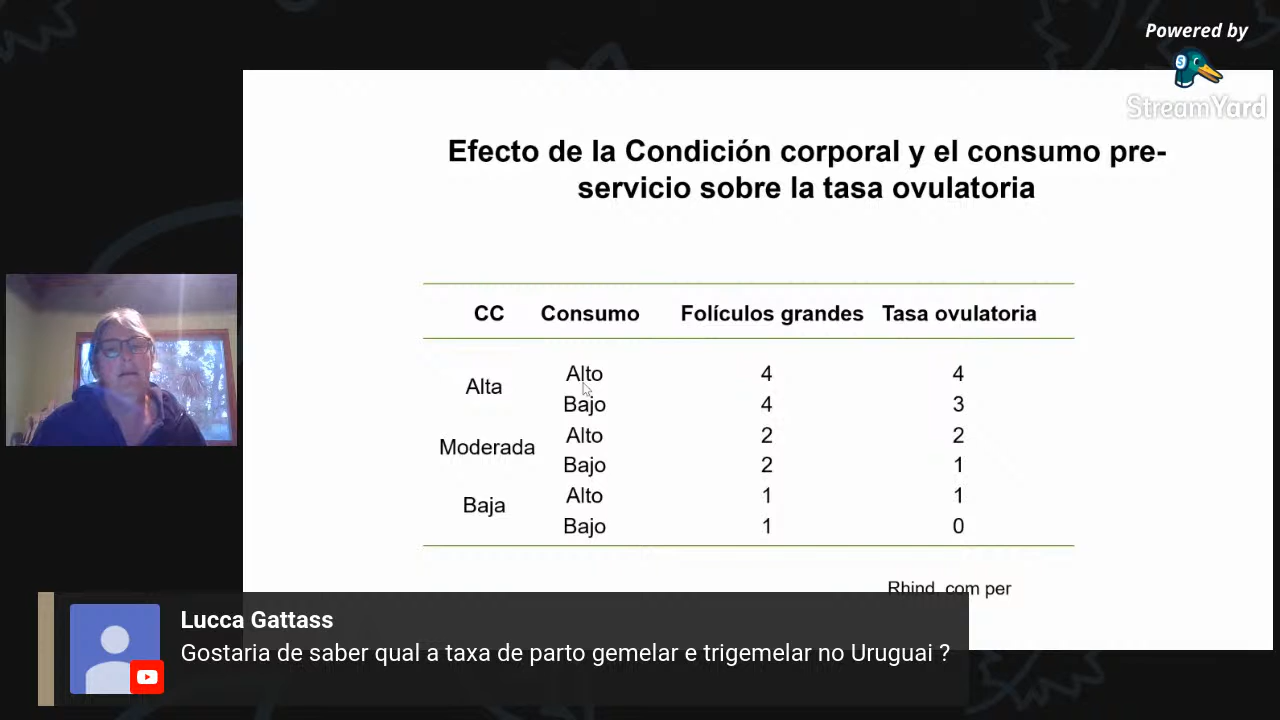 Powered by
StreamYard
Efecto de la Condición corporal y el consumo pre-
servicio sobre la tasa ovulatoria
CC Consumo Folículos grandes Tasa ovulatoria
Alta
Alto 4 4
Bajo 4 3
Moderada
Alto 2 2
Bajo 2 1
Baja
Alto 1 1
Bajo 1 0
Rhind, com per
Lucca Gattass
Gostaria de saber qual a taxa de parto gemelar e trigemelar no Uruguai ?